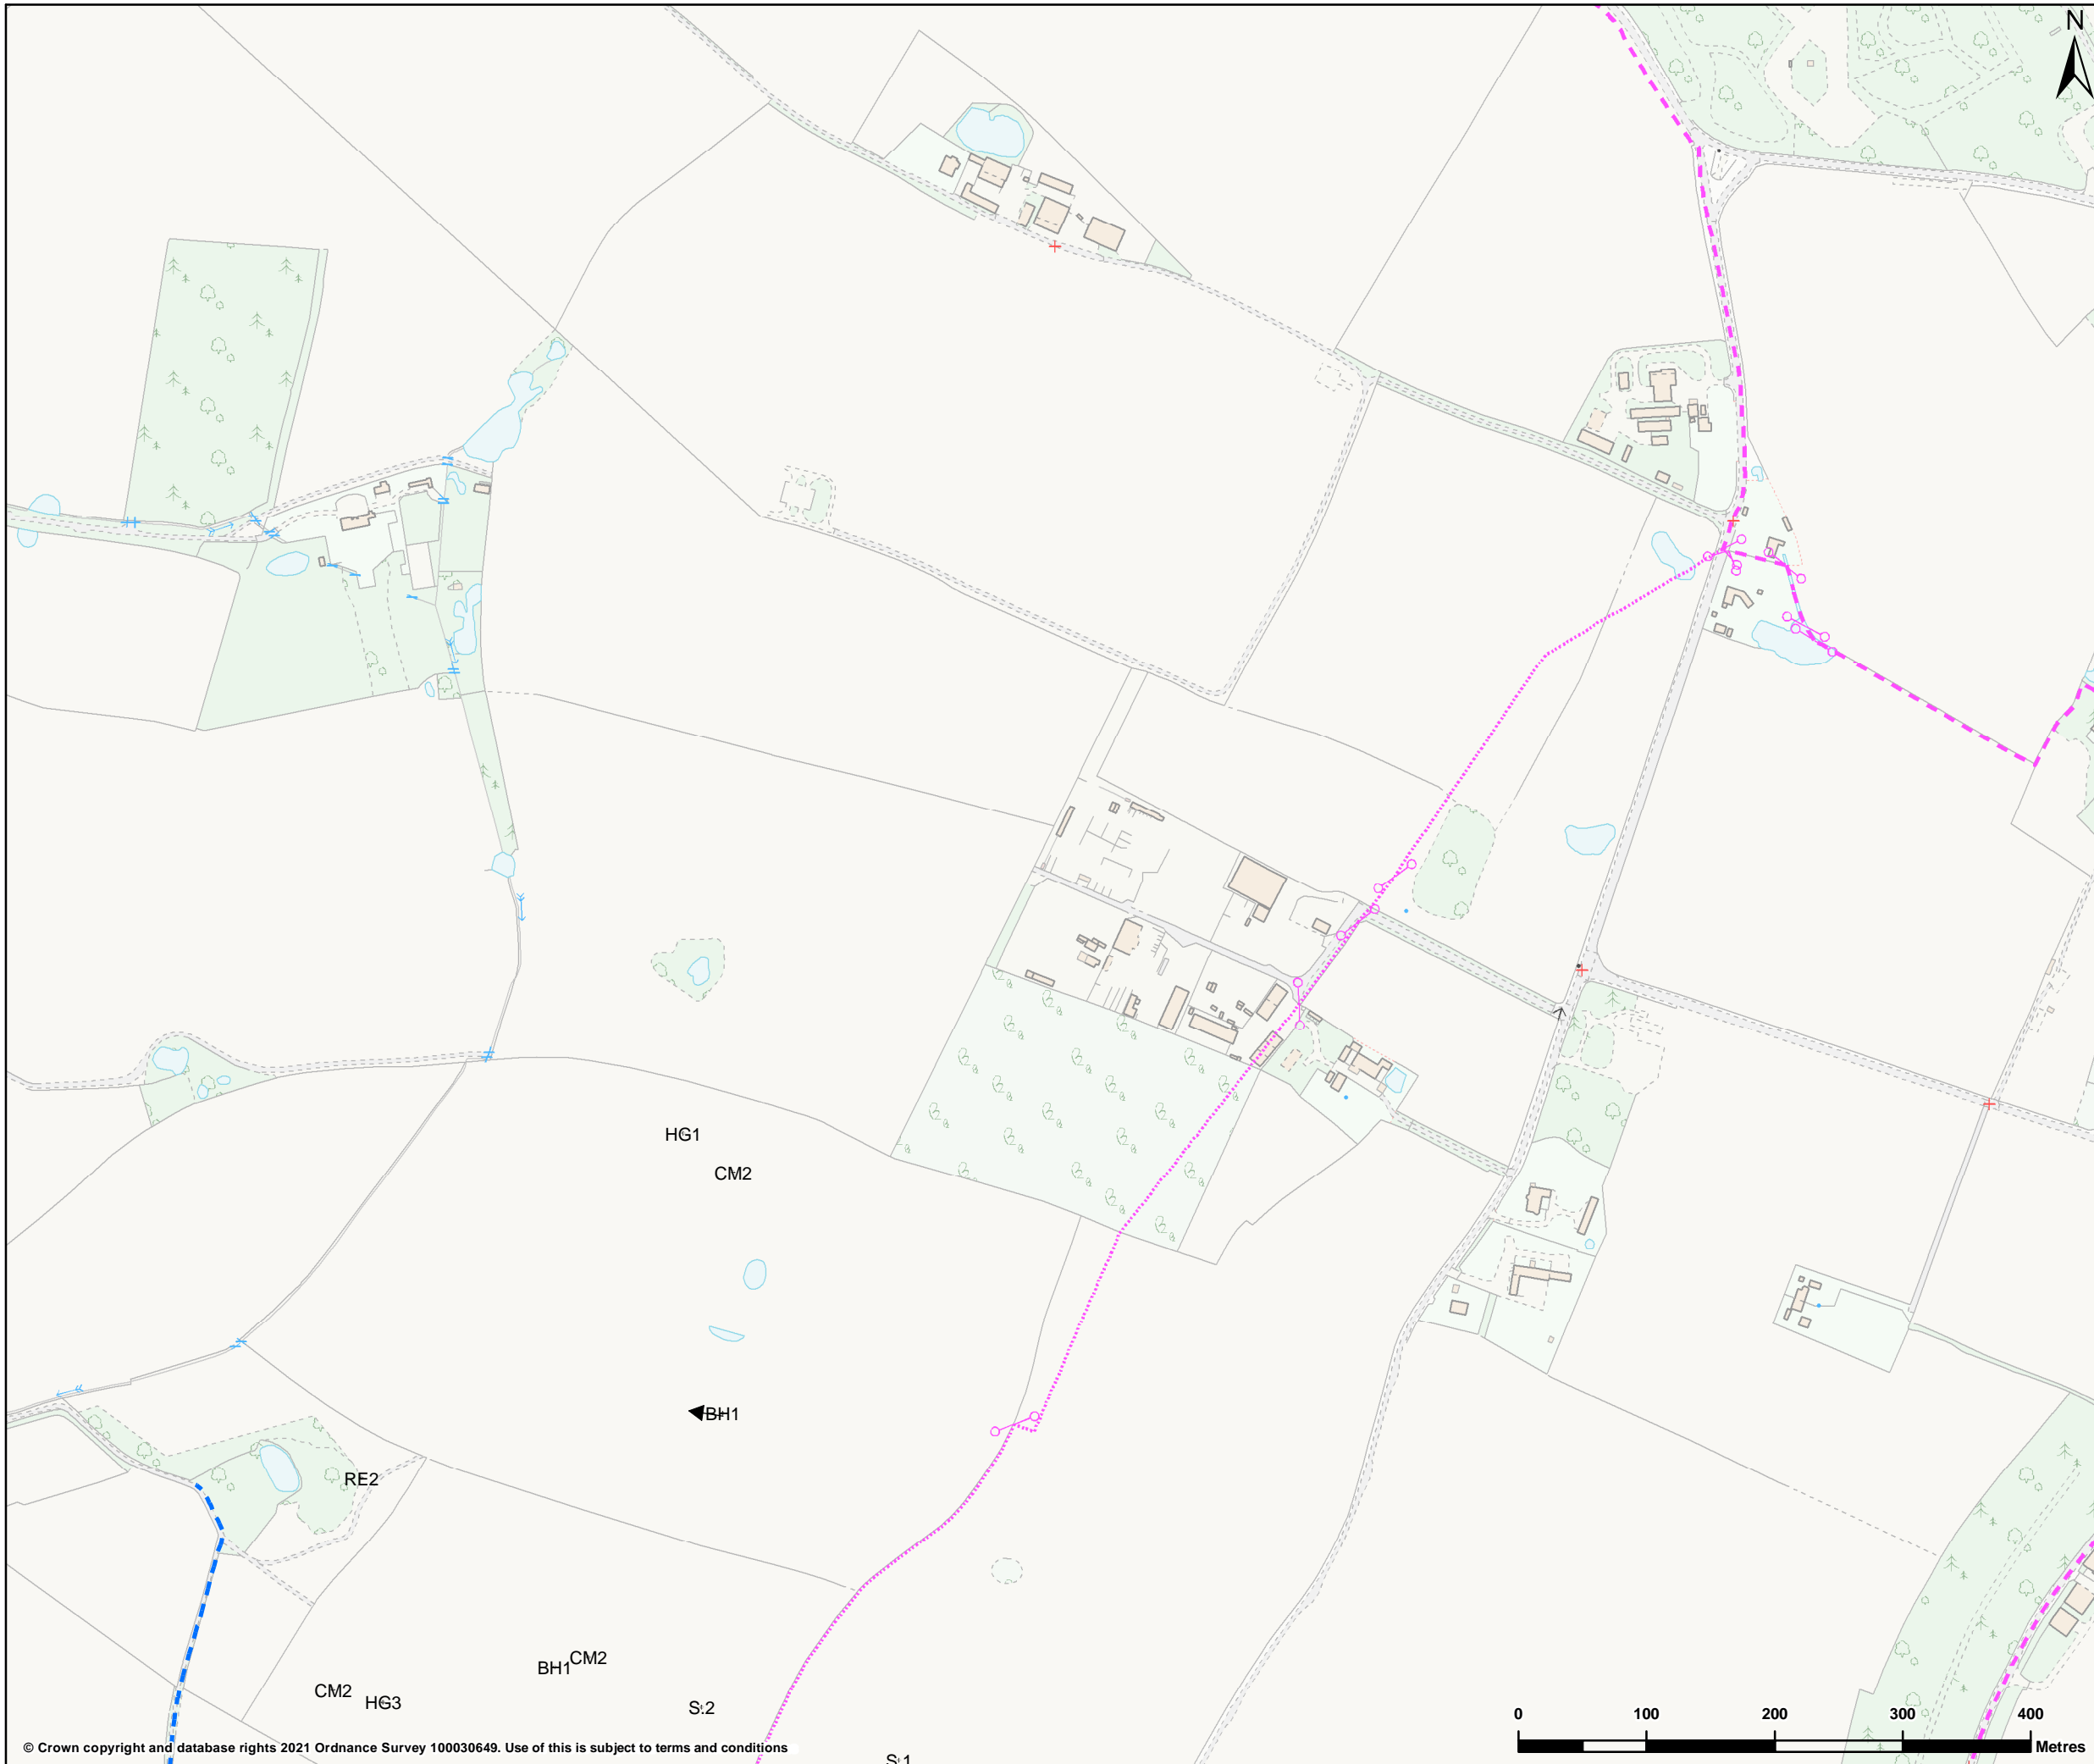 N
HG1
CM2
BH1
RE2
BH1
CM2
CM2
HG3
S:2
S:1
0 100 200 300 400
Metres
© Crown copyright and database rights 2021 Ordnance Survey 100030649. Use of this is subject to terms and conditions